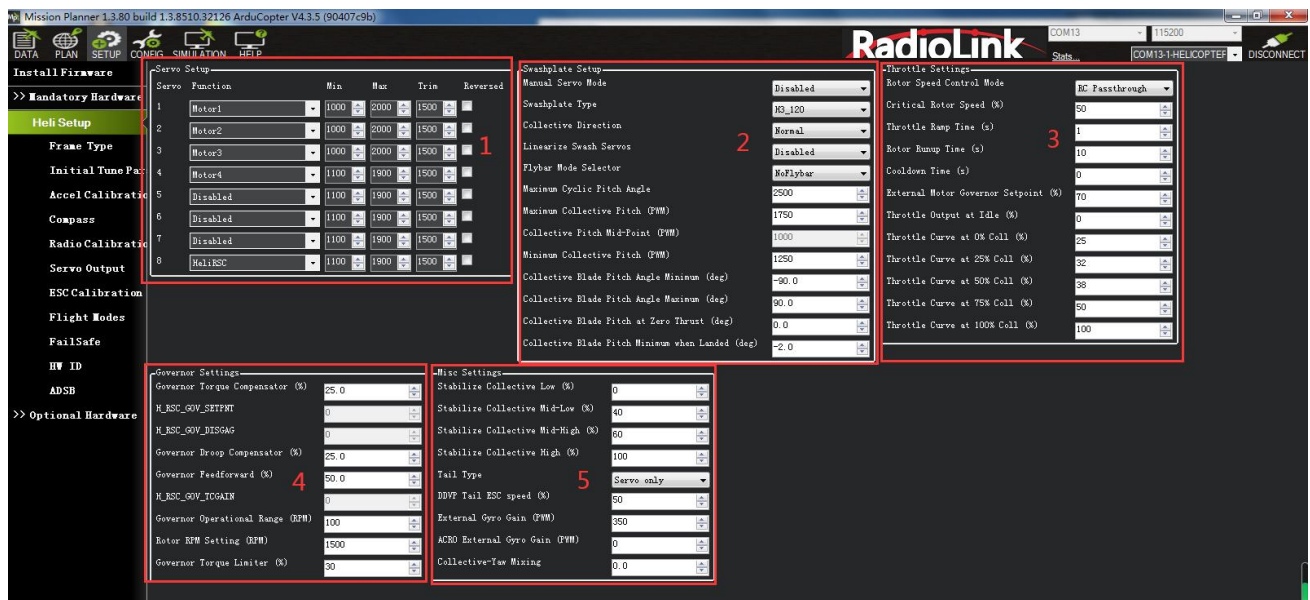 Mission Planner 1.3.80 build 1.3.8510.32126 ArduCopter V4.3.5 (90407c9b)
DATA PLAN SETUP CONFIG SIMULATION HELP
RadioLink
COM13 115200
Stats... COM13-1-HELICOPTER DISCONNECT
Install Firmware
>> Mandatory Hardware
Heli Setup
Frame Type
Initial Tune Par
Accel Calibratio
Compass
Radio Calibratio
Servo Output
ESC Calibration
Flight Modes
FailSafe
HW ID
ADSB
>> Optional Hardware
Servo Setup
Servo Function Min Max Trim Reversed
1 Motor1 1000 2000 1500
2 Motor2 1000 2000 1500
3 Motor3 1000 2000 1500
4 Motor4 1100 1900 1500
5 Disabled 1100 1900 1500
6 Disabled 1100 1900 1500
7 Disabled 1100 1900 1500
8 HeliRSC 1100 1900 1500
1
Swashplate Setup
Manual Servo Mode Disabled
Swashplate Type H3_120
Collective Direction Normal
Linearize Swash Servos Disabled
Flybar Mode Selector NoFlybar
Maximum Cyclic Pitch Angle 2500
Maximum Collective Pitch (PWM) 1750
Collective Pitch Mid-Point (PWM) 1000
Minimum Collective Pitch (PWM) 1250
Collective Blade Pitch Angle Minimum (deg) -90.0
Collective Blade Pitch Angle Maximum (deg) 90.0
Collective Blade Pitch at Zero Thrust (deg) 0.0
Collective Blade Pitch Minimum when Landed (deg) -2.0
2
Throttle Settings
Rotor Speed Control Mode RC Passthrough
Critical Rotor Speed (%) 50
Throttle Ramp Time (s) 1
Rotor Runup Time (s) 10
Cooldown Time (s) 0
External Motor Governor Setpoint (%) 70
Throttle Output at Idle (%) 0
Throttle Curve at 0% Coll (%) 25
Throttle Curve at 25% Coll (%) 32
Throttle Curve at 50% Coll (%) 38
Throttle Curve at 75% Coll (%) 50
Throttle Curve at 100% Coll (%) 100
3
Governor Settings
Governor Torque Compensator (%) 25.0
H_RSC_GOV_SETPNT 0
H_RSC_GOV_DISGAG 0
Governor Droop Compensator (%) 25.0
Governor Feedforward (%) 50.0
H_RSC_GOV_TCGAIN 0
Governor Operational Range (RPM) 100
Rotor RPM Setting (RPM) 1500
Governor Torque Limiter (%) 30
4
Misc Settings
Stabilize Collective Low (%) 0
Stabilize Collective Mid-Low (%) 40
Stabilize Collective Mid-High (%) 60
Stabilize Collective High (%) 100
Tail Type Servo only
DDVP Tail ESC speed (%) 50
External Gyro Gain (PWM) 350
ACRO External Gyro Gain (PWM) 0
Collective-Yaw Mixing 0.0
5